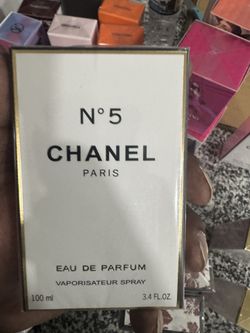 N°5
CHANEL
PARIS
EAU DE PARFUM
VAPORISATEUR SPRAY
100 ml 3.4 FL.OZ.